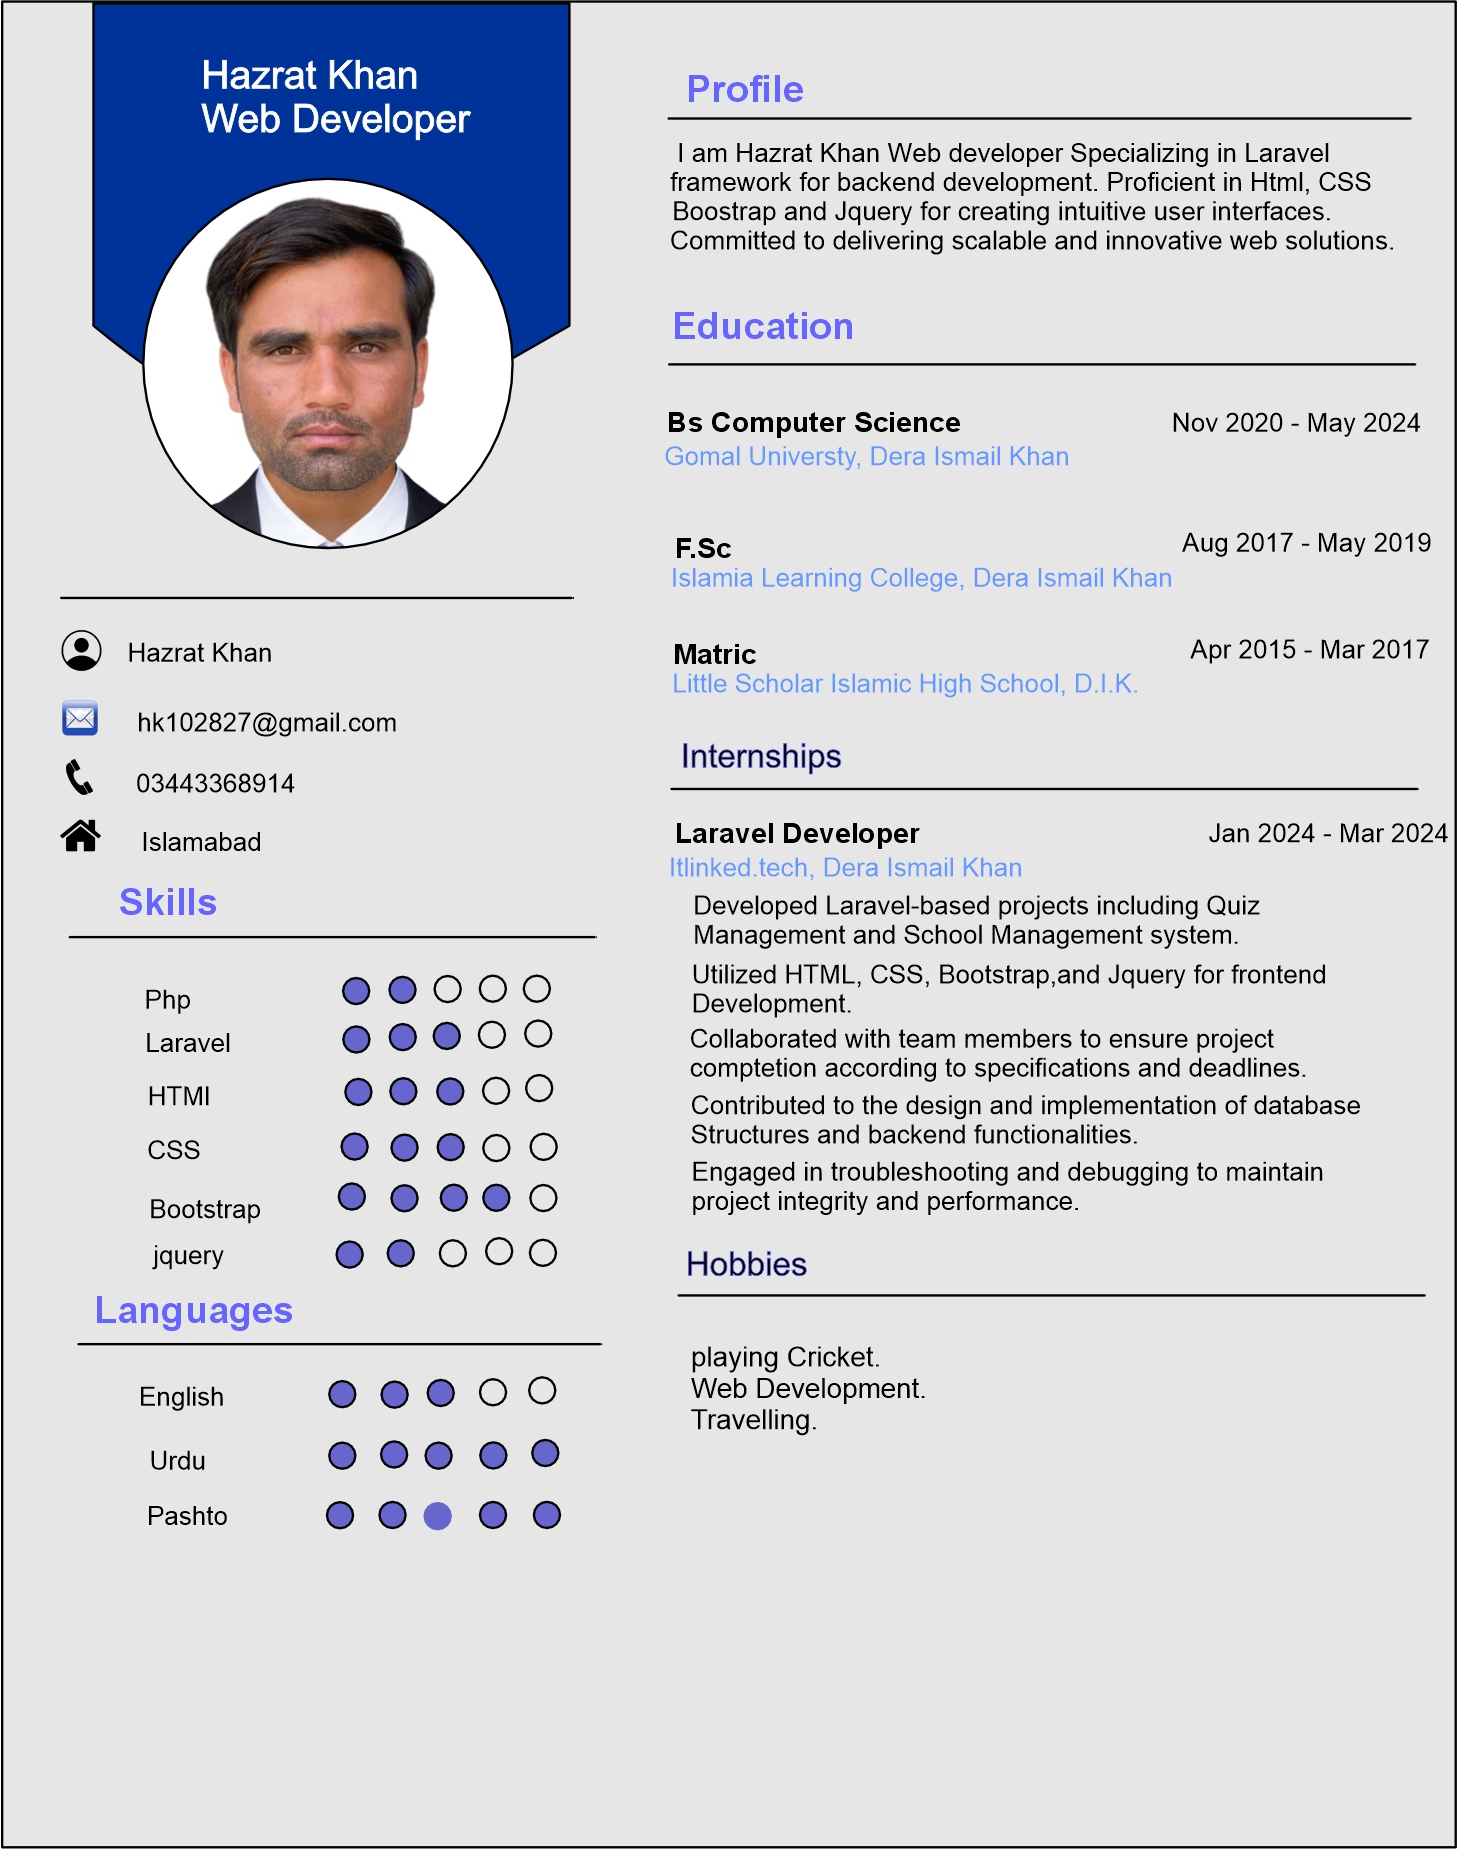 Hazrat Khan
Web Developer
Hazrat Khan
hk102827@gmail.com
03443368914
Islamabad
Skills
Php
Laravel
HTMl
CSS
Bootstrap
jquery
Languages
English
Urdu
Pashto
Profile
I am Hazrat Khan Web developer Specializing in Laravel
framework for backend development. Proficient in Html, CSS
Boostrap and Jquery for creating intuitive user interfaces.
Committed to delivering scalable and innovative web solutions.
Education
Bs Computer Science Nov 2020 - May 2024
Gomal Universty, Dera Ismail Khan
F.Sc Aug 2017 - May 2019
Islamia Learning College, Dera Ismail Khan
Matric Apr 2015 - Mar 2017
Little Scholar Islamic High School, D.I.K.
Internships
Laravel Developer Jan 2024 - Mar 2024
Itlinked.tech, Dera Ismail Khan
Developed Laravel-based projects including Quiz
Management and School Management system.
Utilized HTML, CSS, Bootstrap,and Jquery for frontend
Development.
Collaborated with team members to ensure project
comptetion according to specifications and deadlines.
Contributed to the design and implementation of database
Structures and backend functionalities.
Engaged in troubleshooting and debugging to maintain
project integrity and performance.
Hobbies
playing Cricket.
Web Development.
Travelling.